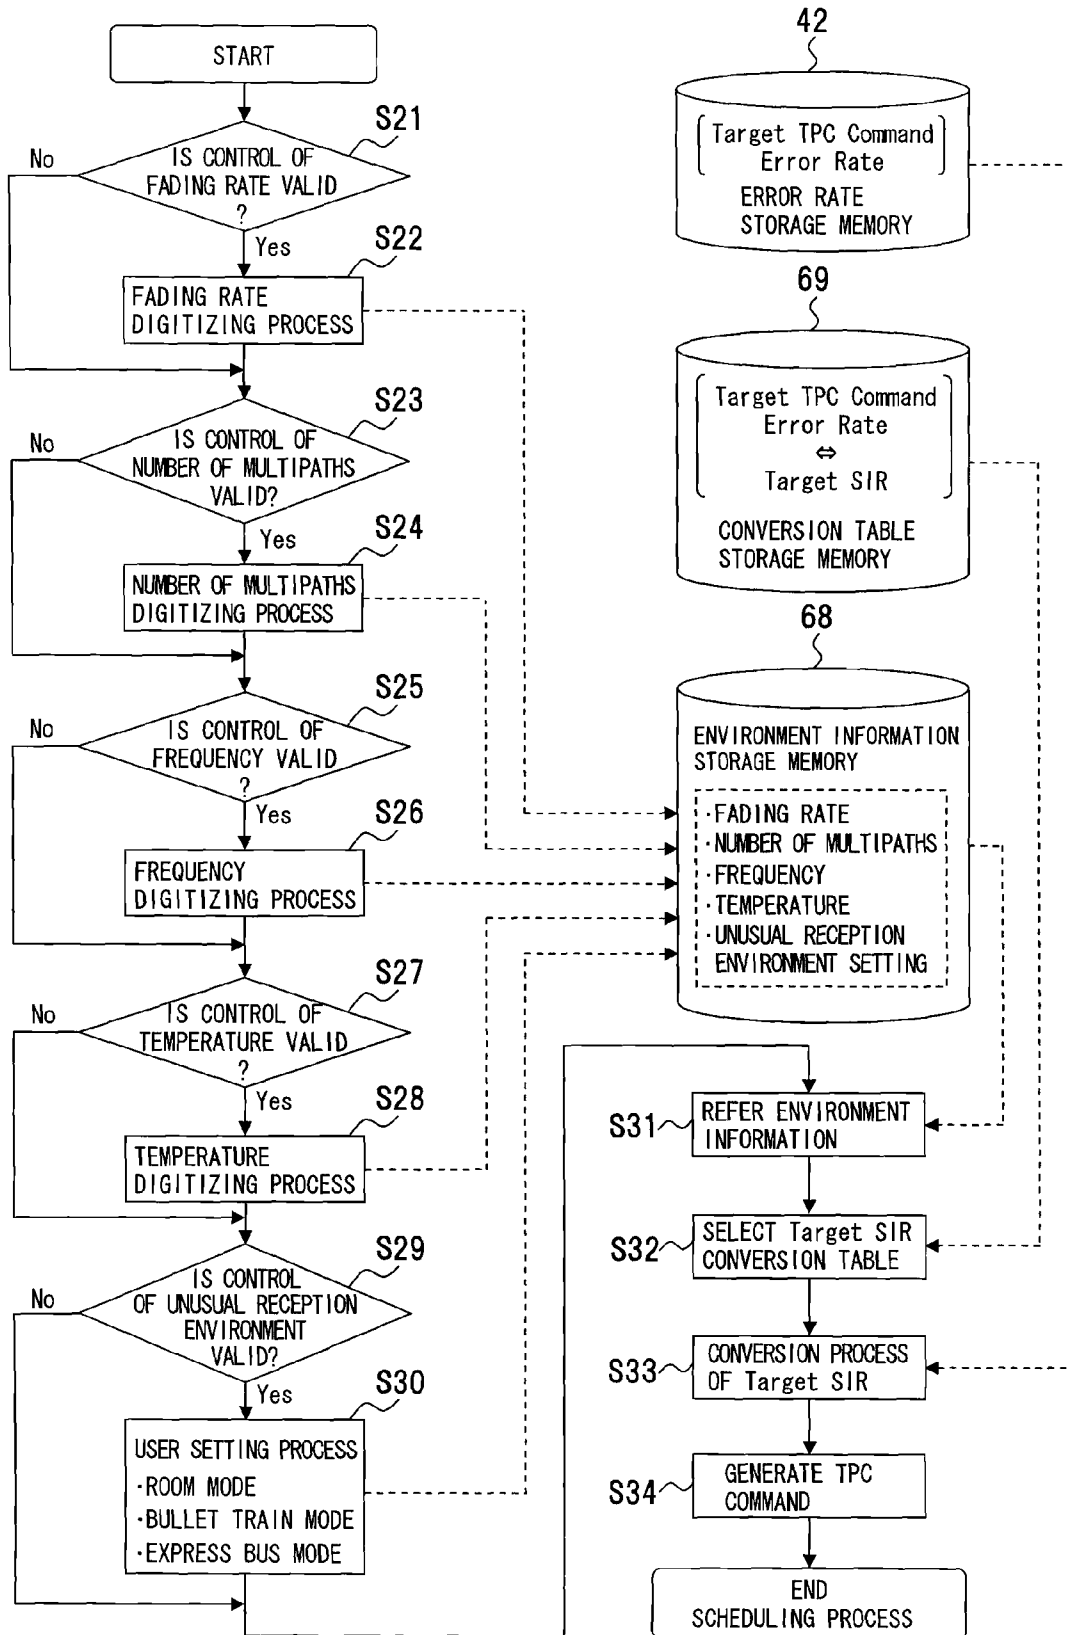 START
S21
No
IS CONTROL OF
FADING RATE VALID
?
Yes
S22
FADING RATE
DIGITIZING PROCESS
S23
No
IS CONTROL OF
NUMBER OF MULTIPATHS
VALID?
Yes
S24
NUMBER OF MULTIPATHS
DIGITIZING PROCESS
S25
No
IS CONTROL OF
FREQUENCY VALID
?
Yes
S26
FREQUENCY
DIGITIZING PROCESS
S27
No
IS CONTROL OF
TEMPERATURE VALID
?
Yes
S28
TEMPERATURE
DIGITIZING PROCESS
S29
No
IS CONTROL
OF UNUSUAL RECEPTION
ENVIRONMENT
VALID?
Yes
S30
USER SETTING PROCESS
·ROOM MODE
·BULLET TRAIN MODE
·EXPRESS BUS MODE
42
Target TPC Command
Error Rate
ERROR RATE
STORAGE MEMORY
69
Target TPC Command
Error Rate
⇔
Target SIR
CONVERSION TABLE
STORAGE MEMORY
68
ENVIRONMENT INFORMATION
STORAGE MEMORY
·FADING RATE
·NUMBER OF MULTIPATHS
·FREQUENCY
·TEMPERATURE
·UNUSUAL RECEPTION
ENVIRONMENT SETTING
S31
REFER ENVIRONMENT
INFORMATION
S32
SELECT Target SIR
CONVERSION TABLE
S33
CONVERSION PROCESS
OF Target SIR
S34
GENERATE TPC
COMMAND
END
SCHEDULING PROCESS